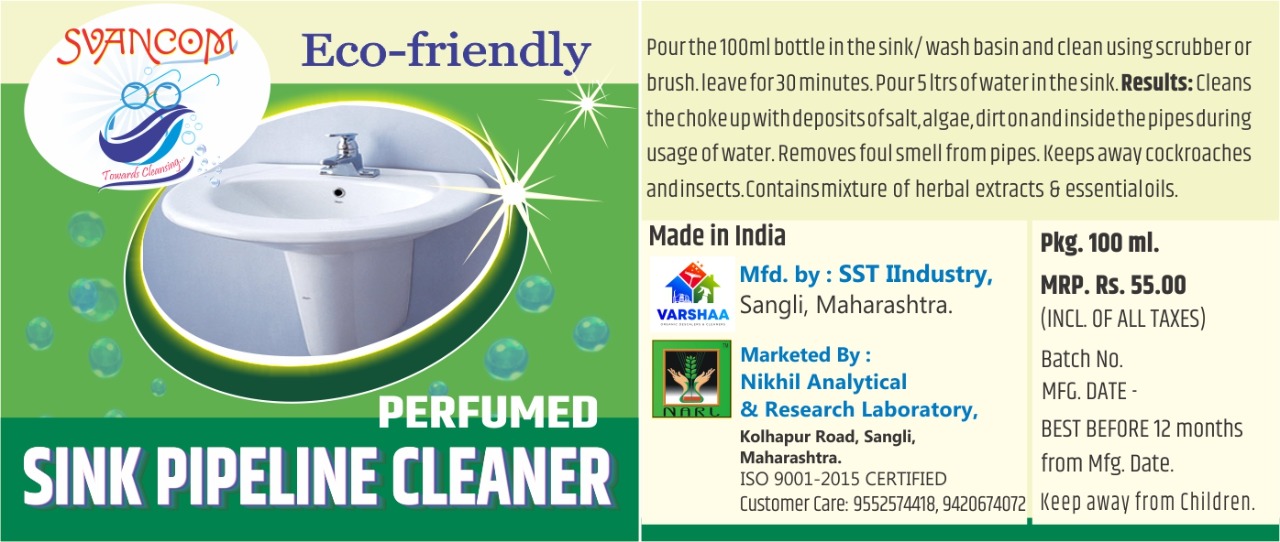 SVANCOM
Towards Cleansing...
Eco-friendly
PERFUMED
SINK PIPELINE CLEANER
Pour the 100ml bottle in the sink/ wash basin and clean using scrubber or
brush. leave for 30 minutes. Pour 5 ltrs of water in the sink. Results: Cleans
the choke up with deposits of salt, algae, dirt on and inside the pipes during
usage of water. Removes foul smell from pipes. Keeps away cockroaches
and insects. Contains mixture of herbal extracts & essential oils.
Made in India
VARSHAA
ORGANIC DESCALERS & CLEANERS
Mfd. by : SST IIndustry,
Sangli, Maharashtra.
NARL
Marketed By :
Nikhil Analytical
& Research Laboratory,
Kolhapur Road, Sangli,
Maharashtra.
ISO 9001-2015 CERTIFIED
Customer Care: 9552574418, 9420674072
Pkg. 100 ml.
MRP. Rs. 55.00
(INCL. OF ALL TAXES)
Batch No.
MFG. DATE -
BEST BEFORE 12 months
from Mfg. Date.
Keep away from Children.